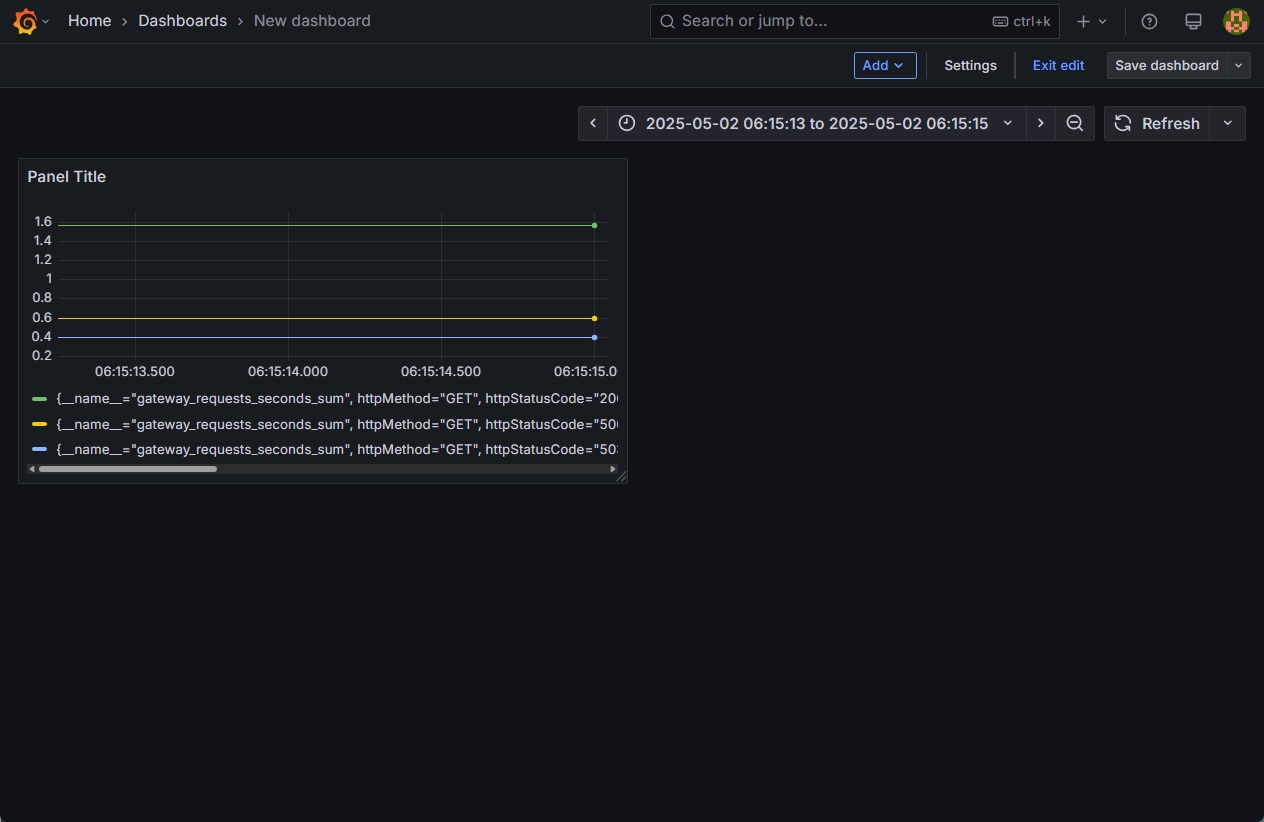 Home › Dashboards › New dashboard
Search or jump to...
ctrl+k
Add
Settings
Exit edit
Save dashboard
2025-05-02 06:15:13 to 2025-05-02 06:15:15
Refresh
Panel Title
1.6
1.4
1.2
1
0.8
0.6
0.4
0.2
06:15:13.500 06:15:14.000 06:15:14.500 06:15:15.0
{__name__="gateway_requests_seconds_sum", httpMethod="GET", httpStatusCode="200
{__name__="gateway_requests_seconds_sum", httpMethod="GET", httpStatusCode="500
{__name__="gateway_requests_seconds_sum", httpMethod="GET", httpStatusCode="503